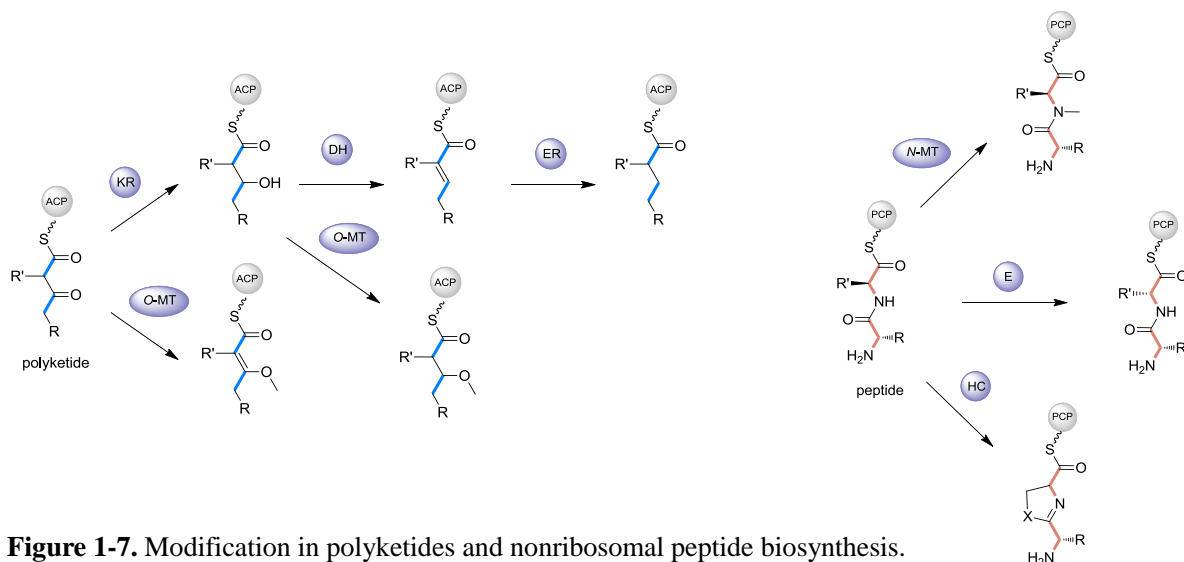 PCP
S
O
R'
N
O
R
H2N
ACP
S
O
R'
OH
R
DH
ACP
S
O
R'
R
ER
ACP
S
O
R'
R
KR
N-MT
ACP
S
O
R'
O
R
polyketide
O-MT
O-MT
ACP
S
O
R'
O
R
ACP
S
O
R'
O
R
PCP
S
O
R'
NH
O
R
H2N
peptide
E
PCP
S
O
R'
NH
O
R
H2N
HC
PCP
S
O
N
X
R
H2N
Figure 1-7. Modification in polyketides and nonribosomal peptide biosynthesis.